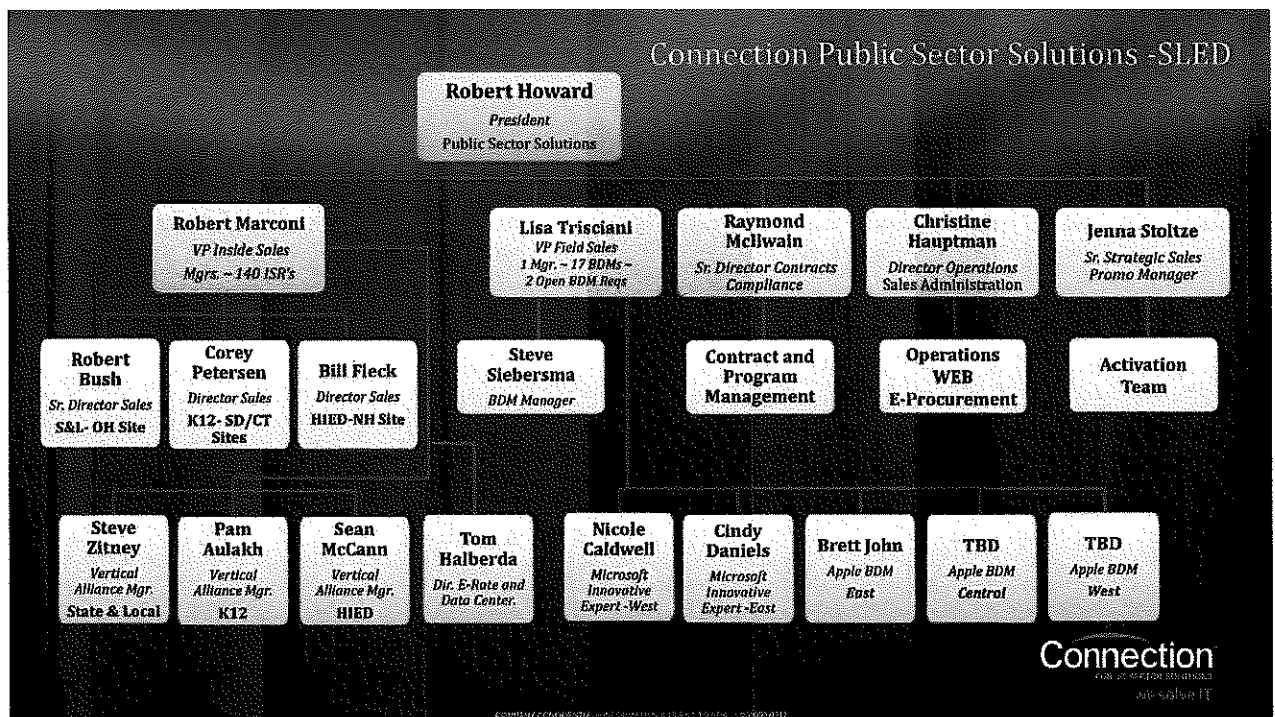 Connection Public Sector Solutions -SLED
Robert Howard
President
Public Sector Solutions
Robert Marconi
VP Inside Sales
Mgrs. ~ 140 ISR's
Lisa Trisciani
VP Field Sales
1 Mgr. ~ 17 BDMs ~
2 Open BDM Reqs
Raymond
McIlwain
Sr. Director Contracts
Compliance
Christine
Hauptman
Director Operations
Sales Administration
Jenna Stoltze
Sr. Strategic Sales
Promo Manager
Robert
Bush
Sr. Director Sales
S&L- OH Site
Corey
Petersen
Director Sales
K12- SD/CT
Sites
Bill Fleck
Director Sales
HIED-NH Site
Steve
Siebersma
BDM Manager
Contract and
Program
Management
Operations
WEB
E-Procurement
Activation
Team
Steve
Zitney
Vertical
Alliance Mgr.
State & Local
Pam
Aulakh
Vertical
Alliance Mgr.
K12
Sean
McCann
Vertical
Alliance Mgr.
HIED
Tom
Halberda
Dir. E-Rate and
Data Center.
Nicole
Caldwell
Microsoft
Innovative
Expert -West
Cindy
Daniels
Microsoft
Innovative
Expert -East
Brett John
Apple BDM
East
TBD
Apple BDM
Central
TBD
Apple BDM
West
Connection
PUBLIC SECTOR SOLUTIONS
we solve IT
COMPANY CONFIDENTIAL